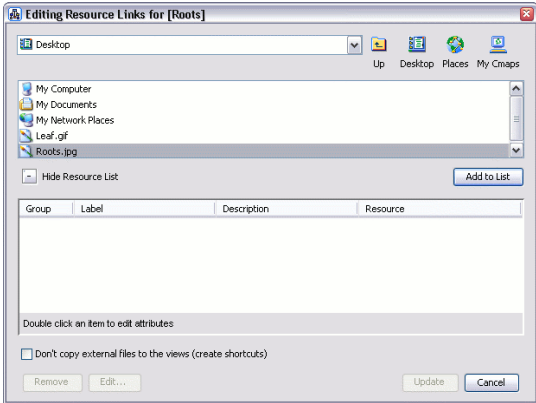 Editing Resource Links for [Roots]
Desktop
Up Desktop Places My Cmaps
My Computer
My Documents
My Network Places
Leaf.gif
Roots.jpg
- Hide Resource List Add to List
Group Label Description Resource
Double click an item to edit attributes
Don't copy external files to the views (create shortcuts)
Remove Edit... Update Cancel